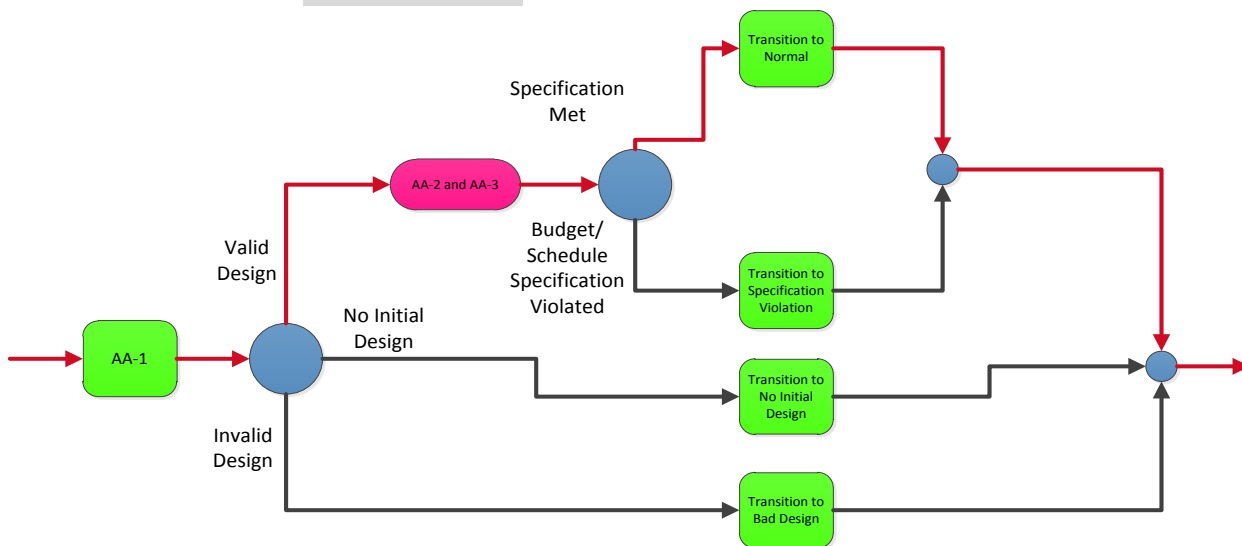 Transition to
Normal
Specification
Met
AA-2 and AA-3
Budget/
Schedule
Specification
Violated
Valid
Design
Transition to
Specification
Violation
No Initial
Design
AA-1
Transition to
No Initial
Design
Invalid
Design
Transition to
Bad Design